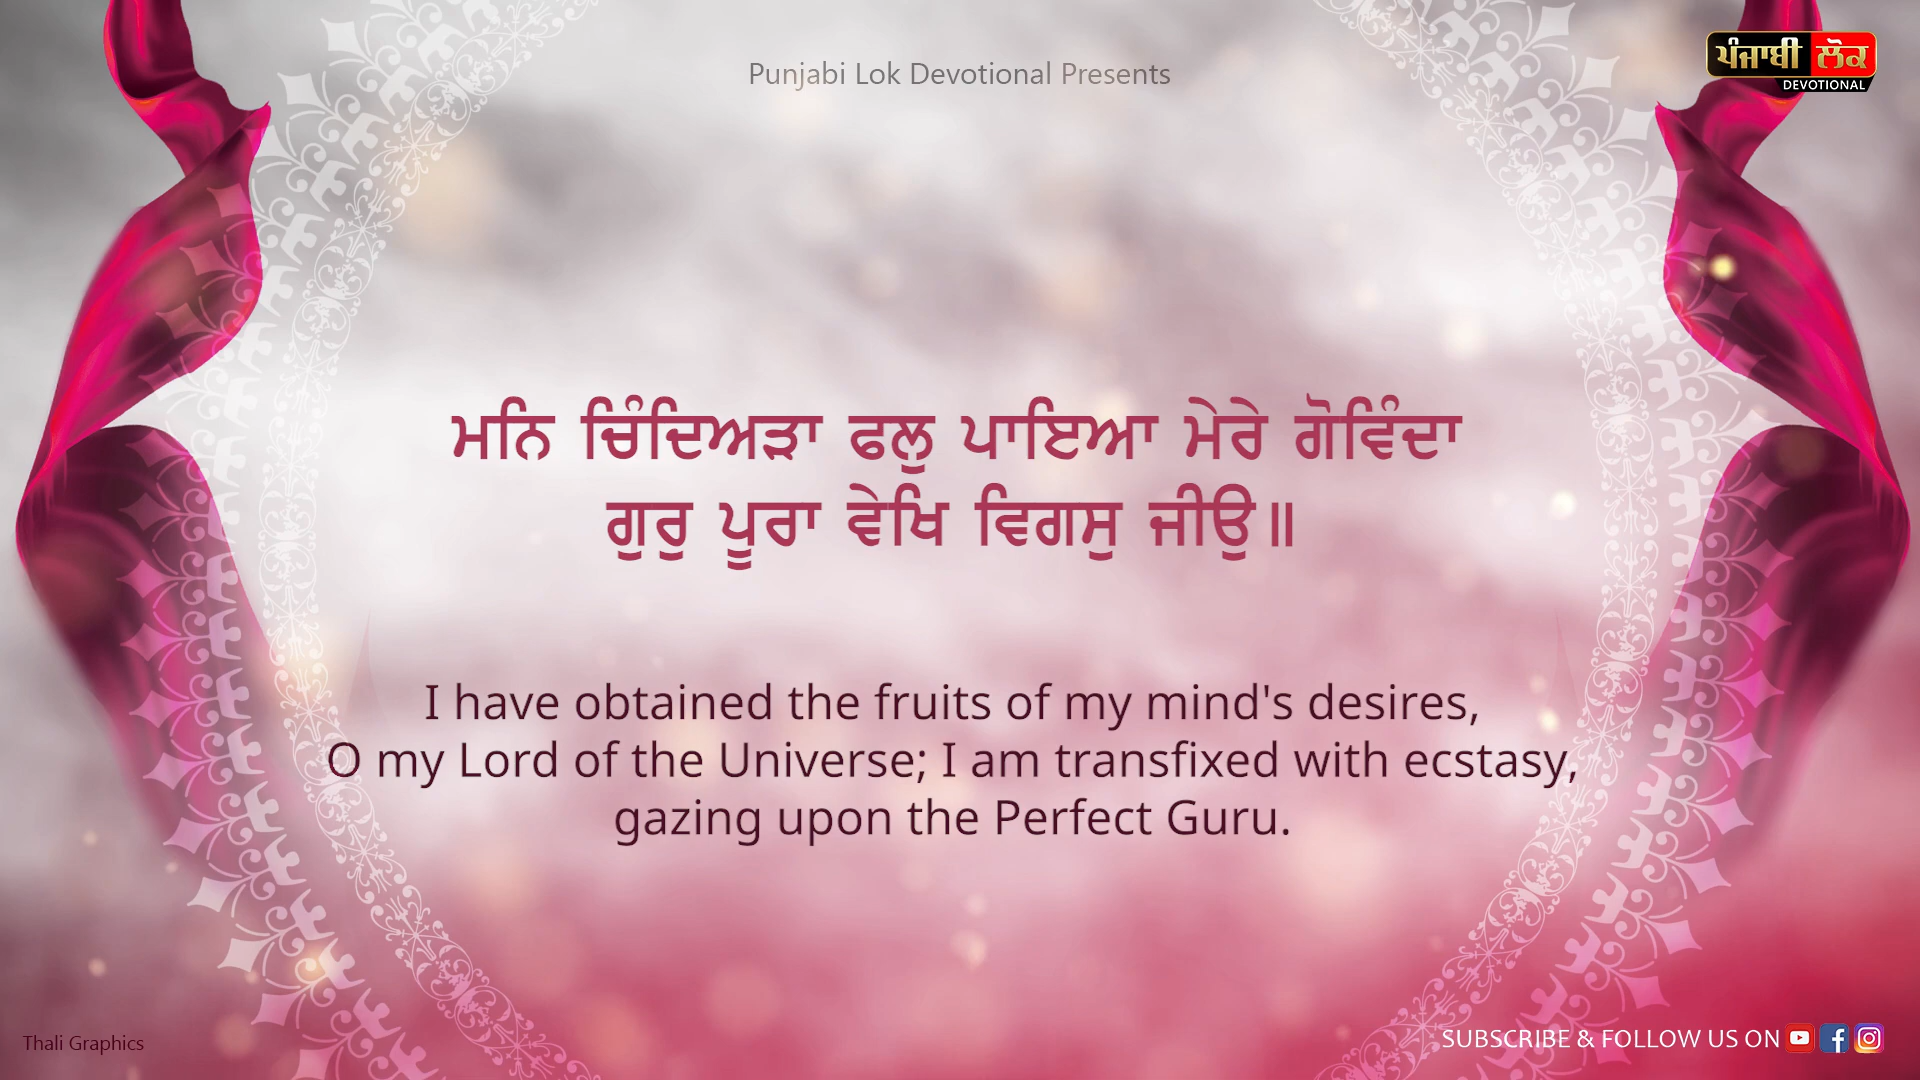 Punjabi Lok Devotional Presents
ਪੰਜਾਬੀ ਲੋਕ
DEVOTIONAL
ਮਨਿ ਚਿੰਦਿਅੜਾ ਫਲੁ ਪਾਇਆ ਮੇਰੇ ਗੋਵਿੰਦਾ
ਗੁਰੁ ਪੂਰਾ ਵੇਖਿ ਵਿਗਸੁ ਜੀਉ॥
I have obtained the fruits of my mind's desires,
O my Lord of the Universe; I am transfixed with ecstasy,
gazing upon the Perfect Guru.
Thali Graphics
SUBSCRIBE & FOLLOW US ON